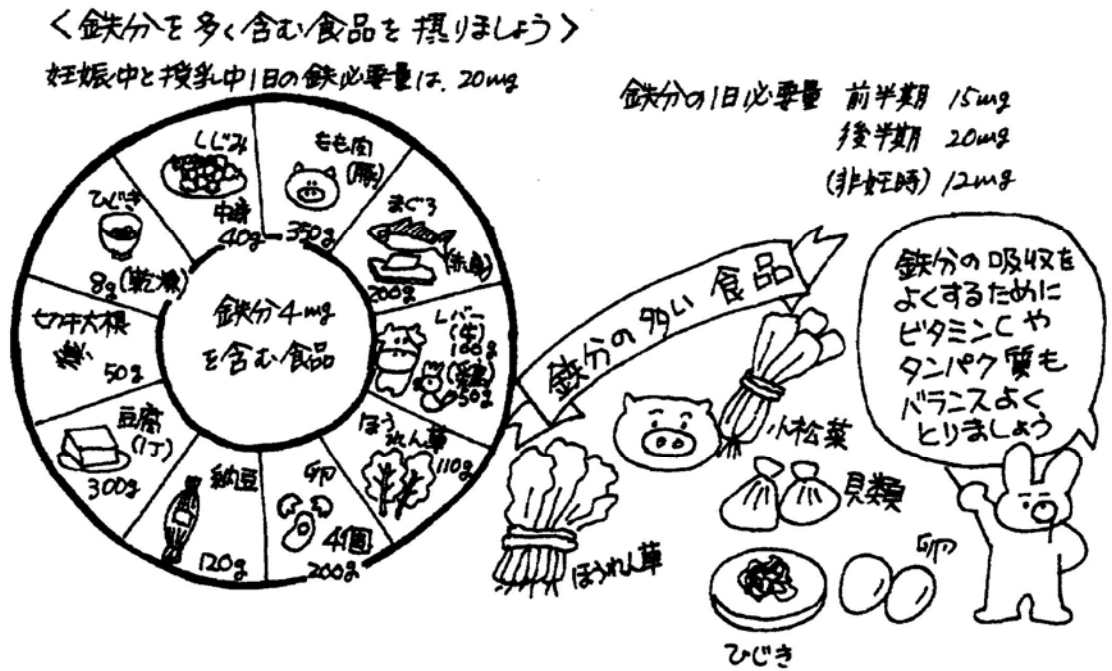 <鉄分を多く含む食品を摂りましょう>
妊娠中と授乳中1日の鉄必要量は、20mg
鉄分の1日必要量 前半期 15mg
後半期 20mg
(非妊時) 12mg
鉄分4mg
を含む食品
もも肉
(豚)
350g
まぐろ
(赤身)
200g
レバー
(牛)
100g
(鶏)
50g
ほうれん草
110g
卵
4個
200g
納豆
120g
豆腐
(1丁)
300g
切干大根
50g
ひじき
8g(乾燥)
しじみ
中身
40g
鉄分の多い食品
小松菜
ほうれん草
貝類
卵
ひじき
鉄分の吸収を
よくするために
ビタミンCや
タンパク質も
バランスよく
とりましょう